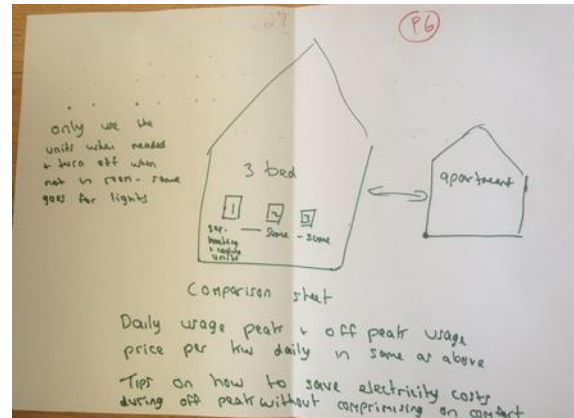 P6
only use the
units when needed
+ turn off when
not in room - same
goes for lights
3 bed
1 2 3
sep. — same - same
heating
+ cooling
units
apartment
Comparison sheet
Daily usage peak + off peak usage
price per kw daily in same as above
Tips on how to save electricity costs
during off peak without comprimising on comfort